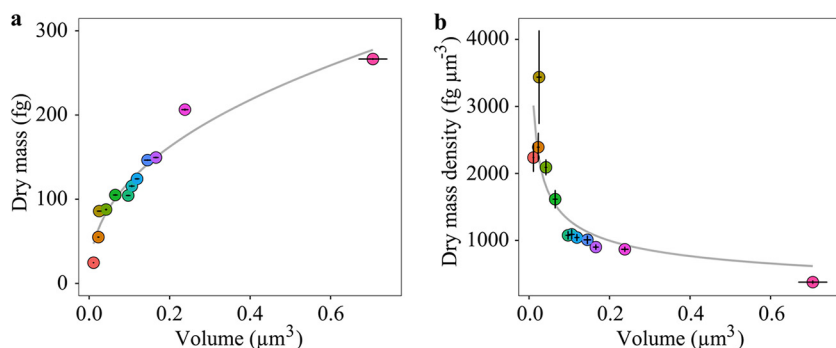 a
Dry mass (fg)
300
200
100
0
0.0 0.2 0.4 0.6
Volume (µm³)
b
Dry mass density (fg µm⁻³)
4000
3000
2000
1000
0.0 0.2 0.4 0.6
Volume (µm³)